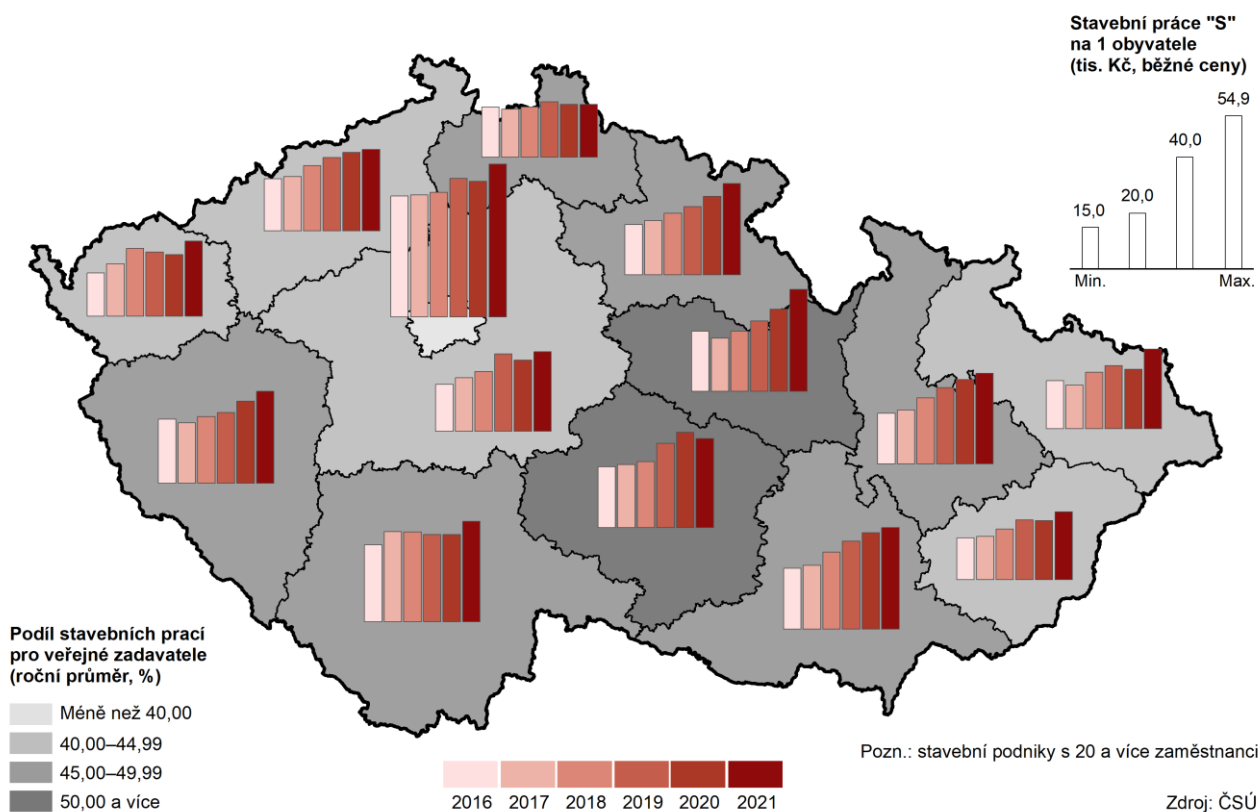 Stavební práce "S"
na 1 obyvatele
(tis. Kč, běžné ceny)
54,9
40,0
20,0
15,0
Min.
Max.
Podíl stavebních prací
pro veřejné zadavatele
(roční průměr, %)
Méně než 40,00
40,00–44,99
45,00–49,99
50,00 a více
2016 2017 2018 2019 2020 2021
Pozn.: stavební podniky s 20 a více zaměstnanci
Zdroj: ČSÚ